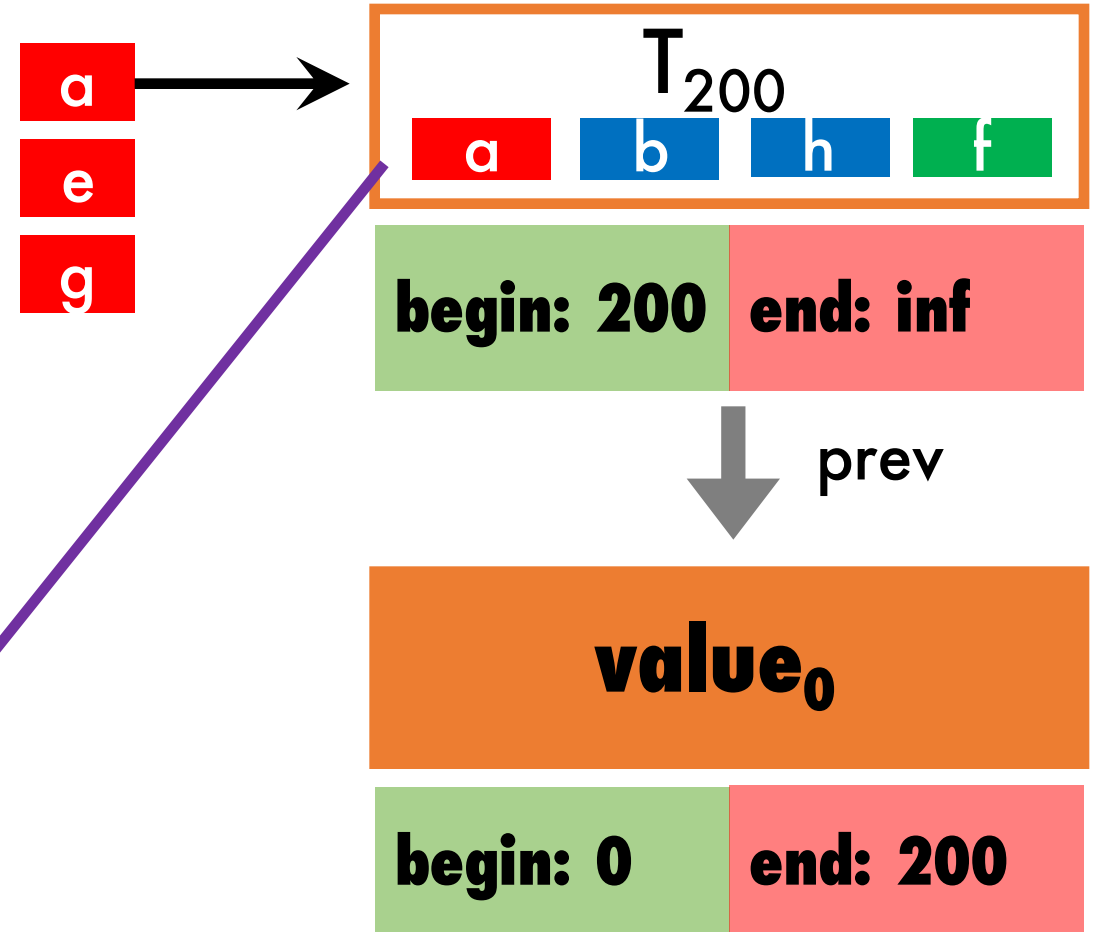 a
e
g
T₂₀₀
a b h f
begin: 200 end: inf
prev
value₀
begin: 0 end: 200